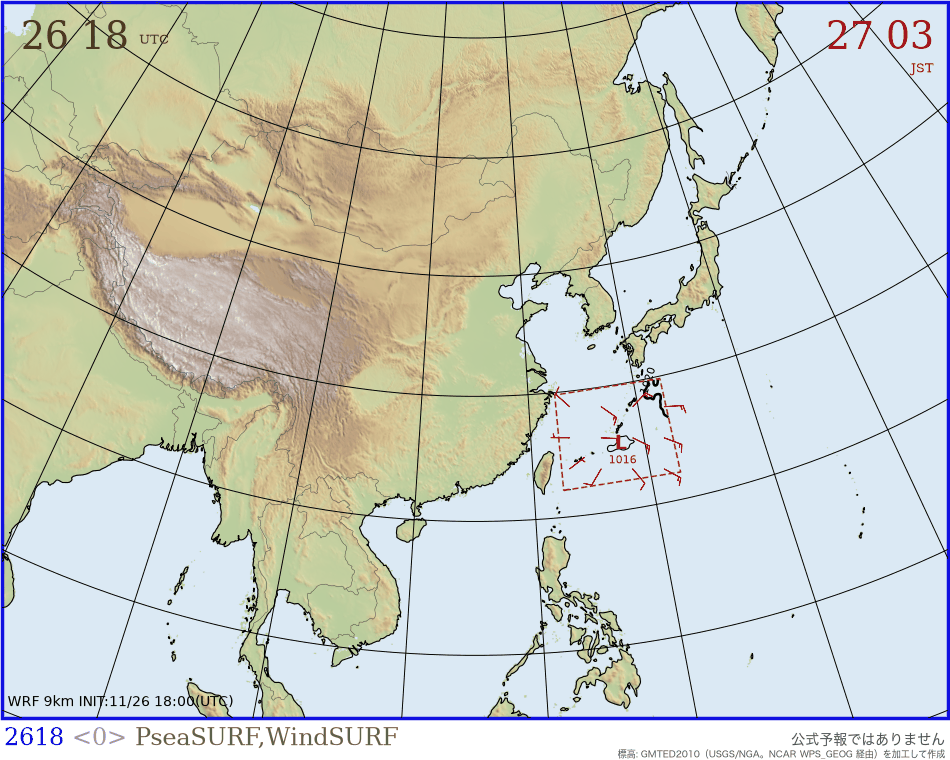 26 18 UTC
27 03
JST
L
1016
WRF 9km INIT:11/26 18:00(UTC)
2618 <0> PseaSURF,WindSURF
公式予報ではありません
標高: GMTED2010（USGS/NGA。NCAR WPS_GEOG 経由）を加工して作成